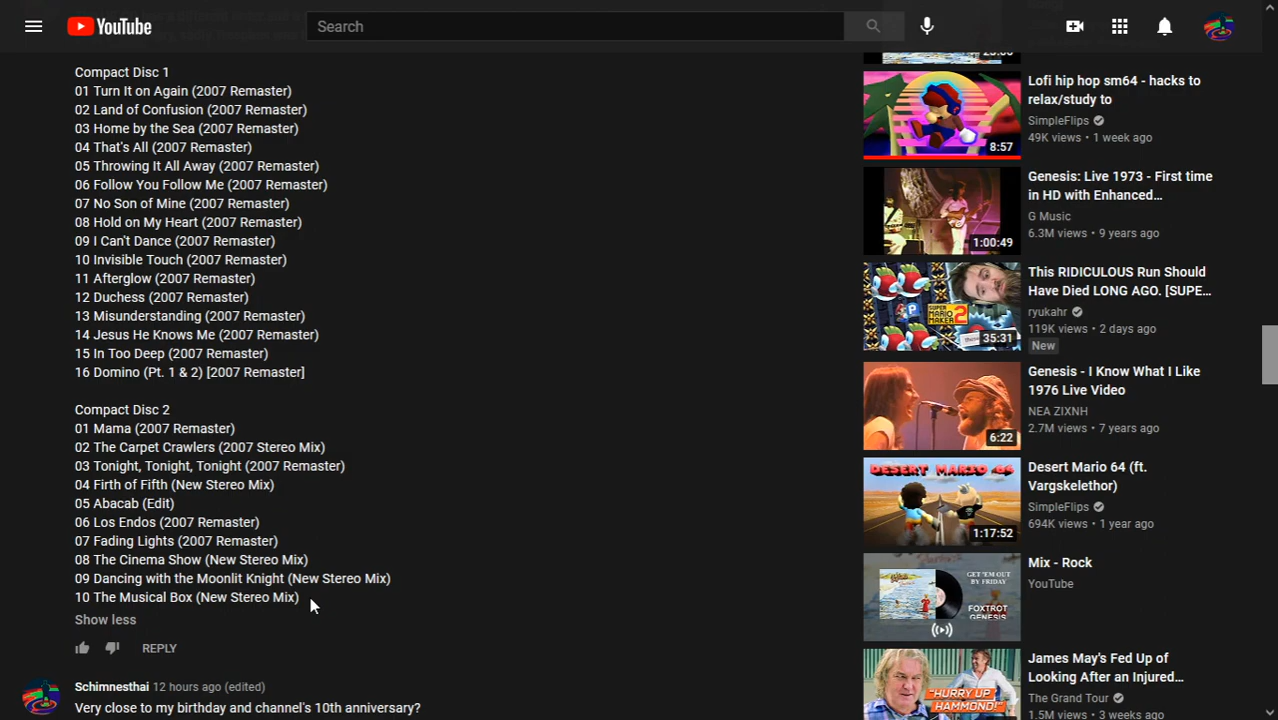 YouTube
Search
Compact Disc 1
01 Turn It on Again (2007 Remaster)
02 Land of Confusion (2007 Remaster)
03 Home by the Sea (2007 Remaster)
04 That's All (2007 Remaster)
05 Throwing It All Away (2007 Remaster)
06 Follow You Follow Me (2007 Remaster)
07 No Son of Mine (2007 Remaster)
08 Hold on My Heart (2007 Remaster)
09 I Can't Dance (2007 Remaster)
10 Invisible Touch (2007 Remaster)
11 Afterglow (2007 Remaster)
12 Duchess (2007 Remaster)
13 Misunderstanding (2007 Remaster)
14 Jesus He Knows Me (2007 Remaster)
15 In Too Deep (2007 Remaster)
16 Domino (Pt. 1 & 2) [2007 Remaster]
Compact Disc 2
01 Mama (2007 Remaster)
02 The Carpet Crawlers (2007 Stereo Mix)
03 Tonight, Tonight, Tonight (2007 Remaster)
04 Firth of Fifth (New Stereo Mix)
05 Abacab (Edit)
06 Los Endos (2007 Remaster)
07 Fading Lights (2007 Remaster)
08 The Cinema Show (New Stereo Mix)
09 Dancing with the Moonlit Knight (New Stereo Mix)
10 The Musical Box (New Stereo Mix)
Show less
REPLY
Schimnesthai 12 hours ago (edited)
Very close to my birthday and channel's 10th anniversary?
8:57
Lofi hip hop sm64 - hacks to
relax/study to
SimpleFlips
49K views • 1 week ago
1:00:49
Genesis: Live 1973 - First time
in HD with Enhanced…
G Music
6.3M views • 9 years ago
SUPER
MARIO
MAKER
2
35:31
This RIDICULOUS Run Should
Have Died LONG AGO. [SUPE…
ryukahr
119K views • 2 days ago
New
6:22
Genesis - I Know What I Like
1976 Live Video
NEA ZIXNH
2.7M views • 7 years ago
DESERT MARIO 64
1:17:52
Desert Mario 64 (ft.
Vargskelethor)
SimpleFlips
694K views • 1 year ago
GET 'EM OUT
BY FRIDAY
FOXTROT
GENESIS
Mix - Rock
YouTube
"HURRY UP
HAMMOND!"
James May's Fed Up of
Looking After an Injured…
The Grand Tour
1.5M views • 3 weeks ago